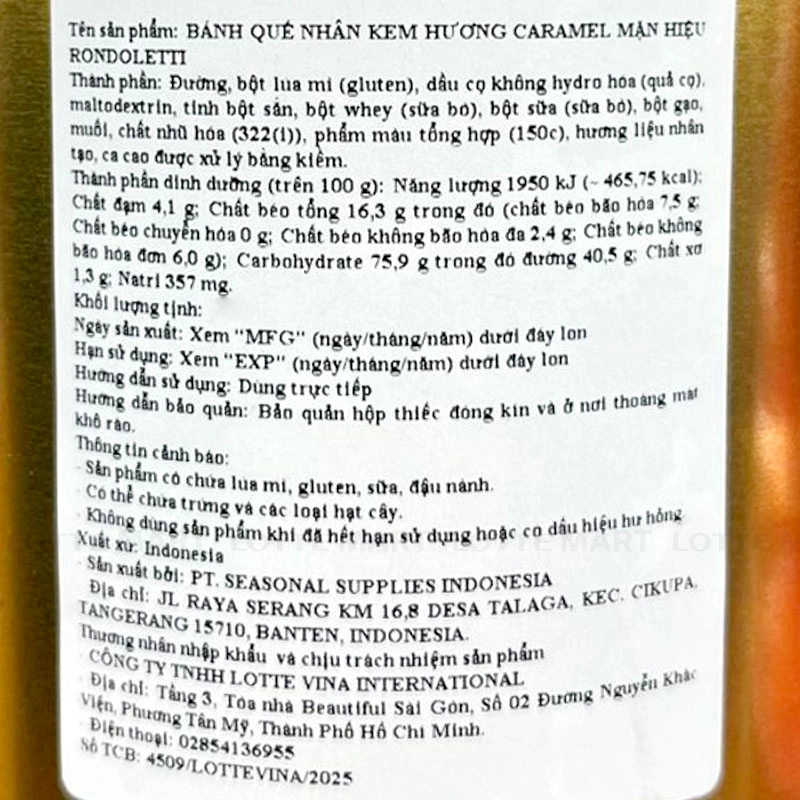 Tên sản phẩm: BÁNH QUẾ NHÂN KEM HƯƠNG CARAMEL MẶN HIỆU
RONDOLETTI
Thành phần: Đường, bột lúa mì (gluten), dầu cọ không hydro hóa (quả cọ),
maltodextrin, tinh bột sắn, bột whey (sữa bò), bột sữa (sữa bò), bột gạo,
muối, chất nhũ hóa (322(i)), phẩm màu tổng hợp (150c), hương liệu nhân
tạo, ca cao được xử lý bằng kiềm.
Thành phần dinh dưỡng (trên 100 g): Năng lượng 1950 kJ (~ 465,75 kcal);
Chất đạm 4,1 g; Chất béo tổng 16,3 g trong đó (chất béo bão hòa 7,5 g;
Chất béo chuyển hóa 0 g; Chất béo không bão hòa đa 2,4 g; Chất béo không
bão hòa đơn 6,0 g); Carbohydrate 75,9 g trong đó đường 40,5 g; Chất xơ
1,3 g; Natri 357 mg.
Khối lượng tịnh:
Ngày sản xuất: Xem "MFG" (ngày/tháng/năm) dưới đáy lon
Hạn sử dụng: Xem "EXP" (ngày/tháng/năm) dưới đáy lon
Hướng dẫn sử dụng: Dùng trực tiếp
Hướng dẫn bảo quản: Bảo quản hộp thiếc đóng kín và ở nơi thoáng mát
khô ráo.
Thông tin cảnh báo:
- Sản phẩm có chứa lúa mì, gluten, sữa, đậu nành.
- Có thể chứa trứng và các loại hạt cây.
- Không dùng sản phẩm khi đã hết hạn sử dụng hoặc có dấu hiệu hư hỏng.
LOTTE MART LOTTE MART LOTTE
Xuất xứ: Indonesia
- Sản xuất bởi: PT. SEASONAL SUPPLIES INDONESIA
Địa chỉ: JL RAYA SERANG KM 16,8 DESA TALAGA, KEC. CIKUPA,
TANGERANG 15710, BANTEN, INDONESIA.
Thương nhân nhập khẩu và chịu trách nhiệm sản phẩm
- CÔNG TY TNHH LOTTE VINA INTERNATIONAL
- Địa chỉ: Tầng 3, Tòa nhà Beautiful Sài Gòn, Số 02 Đường Nguyễn Khắc
Viện, Phường Tân Mỹ, Thành Phố Hồ Chí Minh.
- Điện thoại: 02854136955
Số TCB: 4509/LOTTEVINA/2025